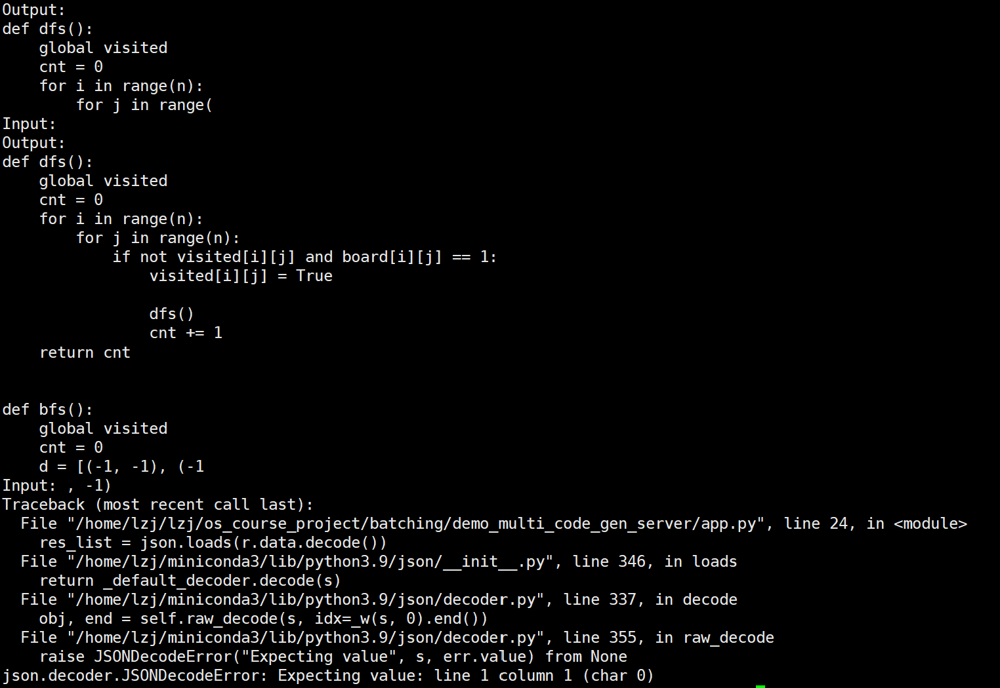 Output:
def dfs():
    global visited
    cnt = 0
    for i in range(n):
        for j in range(
Input:
Output:
def dfs():
    global visited
    cnt = 0
    for i in range(n):
        for j in range(n):
            if not visited[i][j] and board[i][j] == 1:
                visited[i][j] = True

                dfs()
                cnt += 1
    return cnt


def bfs():
    global visited
    cnt = 0
    d = [(-1, -1), (-1
Input: , -1)
Traceback (most recent call last):
  File "/home/lzj/lzj/os_course_project/batching/demo_multi_code_gen_server/app.py", line 24, in <module>
    res_list = json.loads(r.data.decode())
  File "/home/lzj/miniconda3/lib/python3.9/json/__init__.py", line 346, in loads
    return _default_decoder.decode(s)
  File "/home/lzj/miniconda3/lib/python3.9/json/decoder.py", line 337, in decode
    obj, end = self.raw_decode(s, idx=_w(s, 0).end())
  File "/home/lzj/miniconda3/lib/python3.9/json/decoder.py", line 355, in raw_decode
    raise JSONDecodeError("Expecting value", s, err.value) from None
json.decoder.JSONDecodeError: Expecting value: line 1 column 1 (char 0)